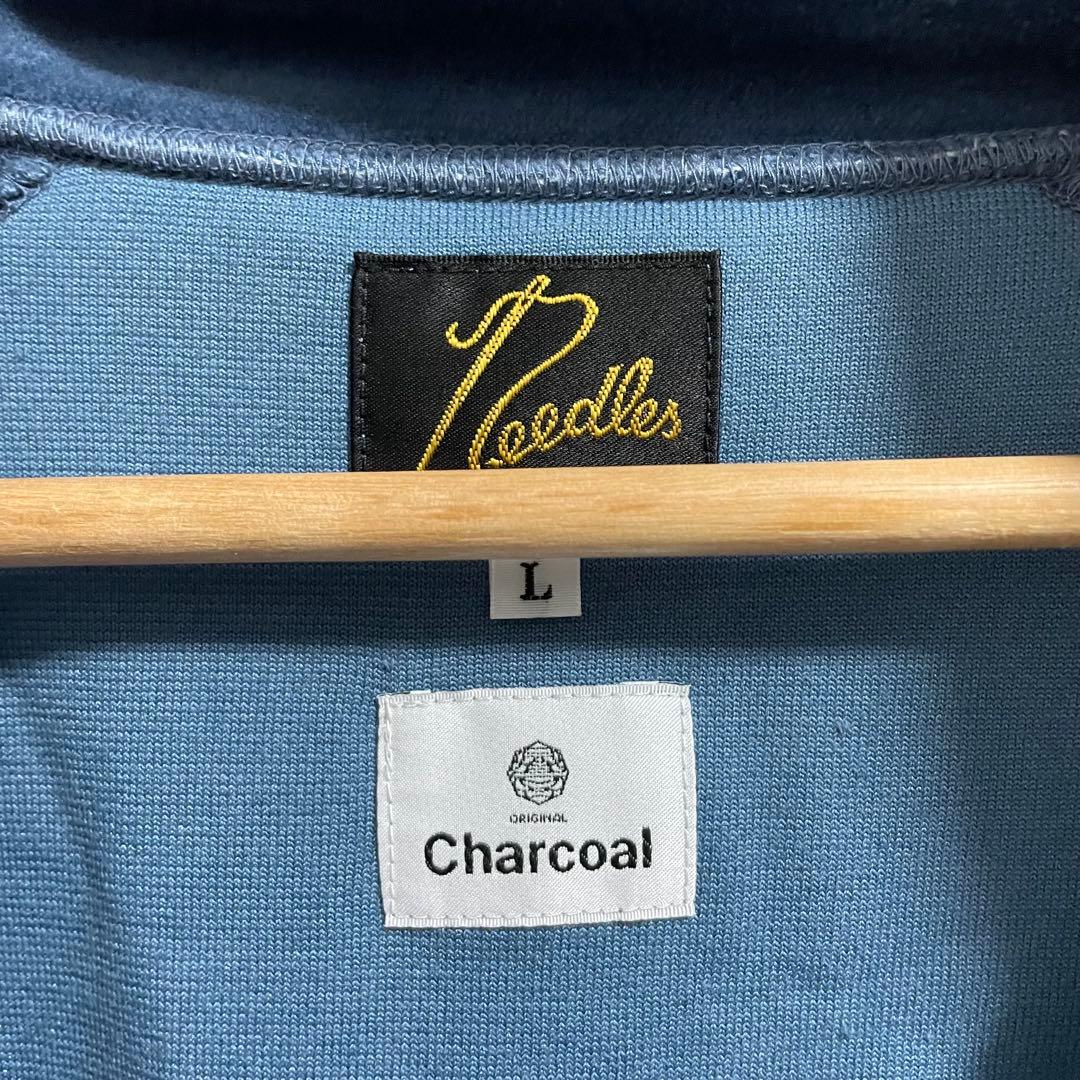 Needles
L
ORIGINAL
Charcoal